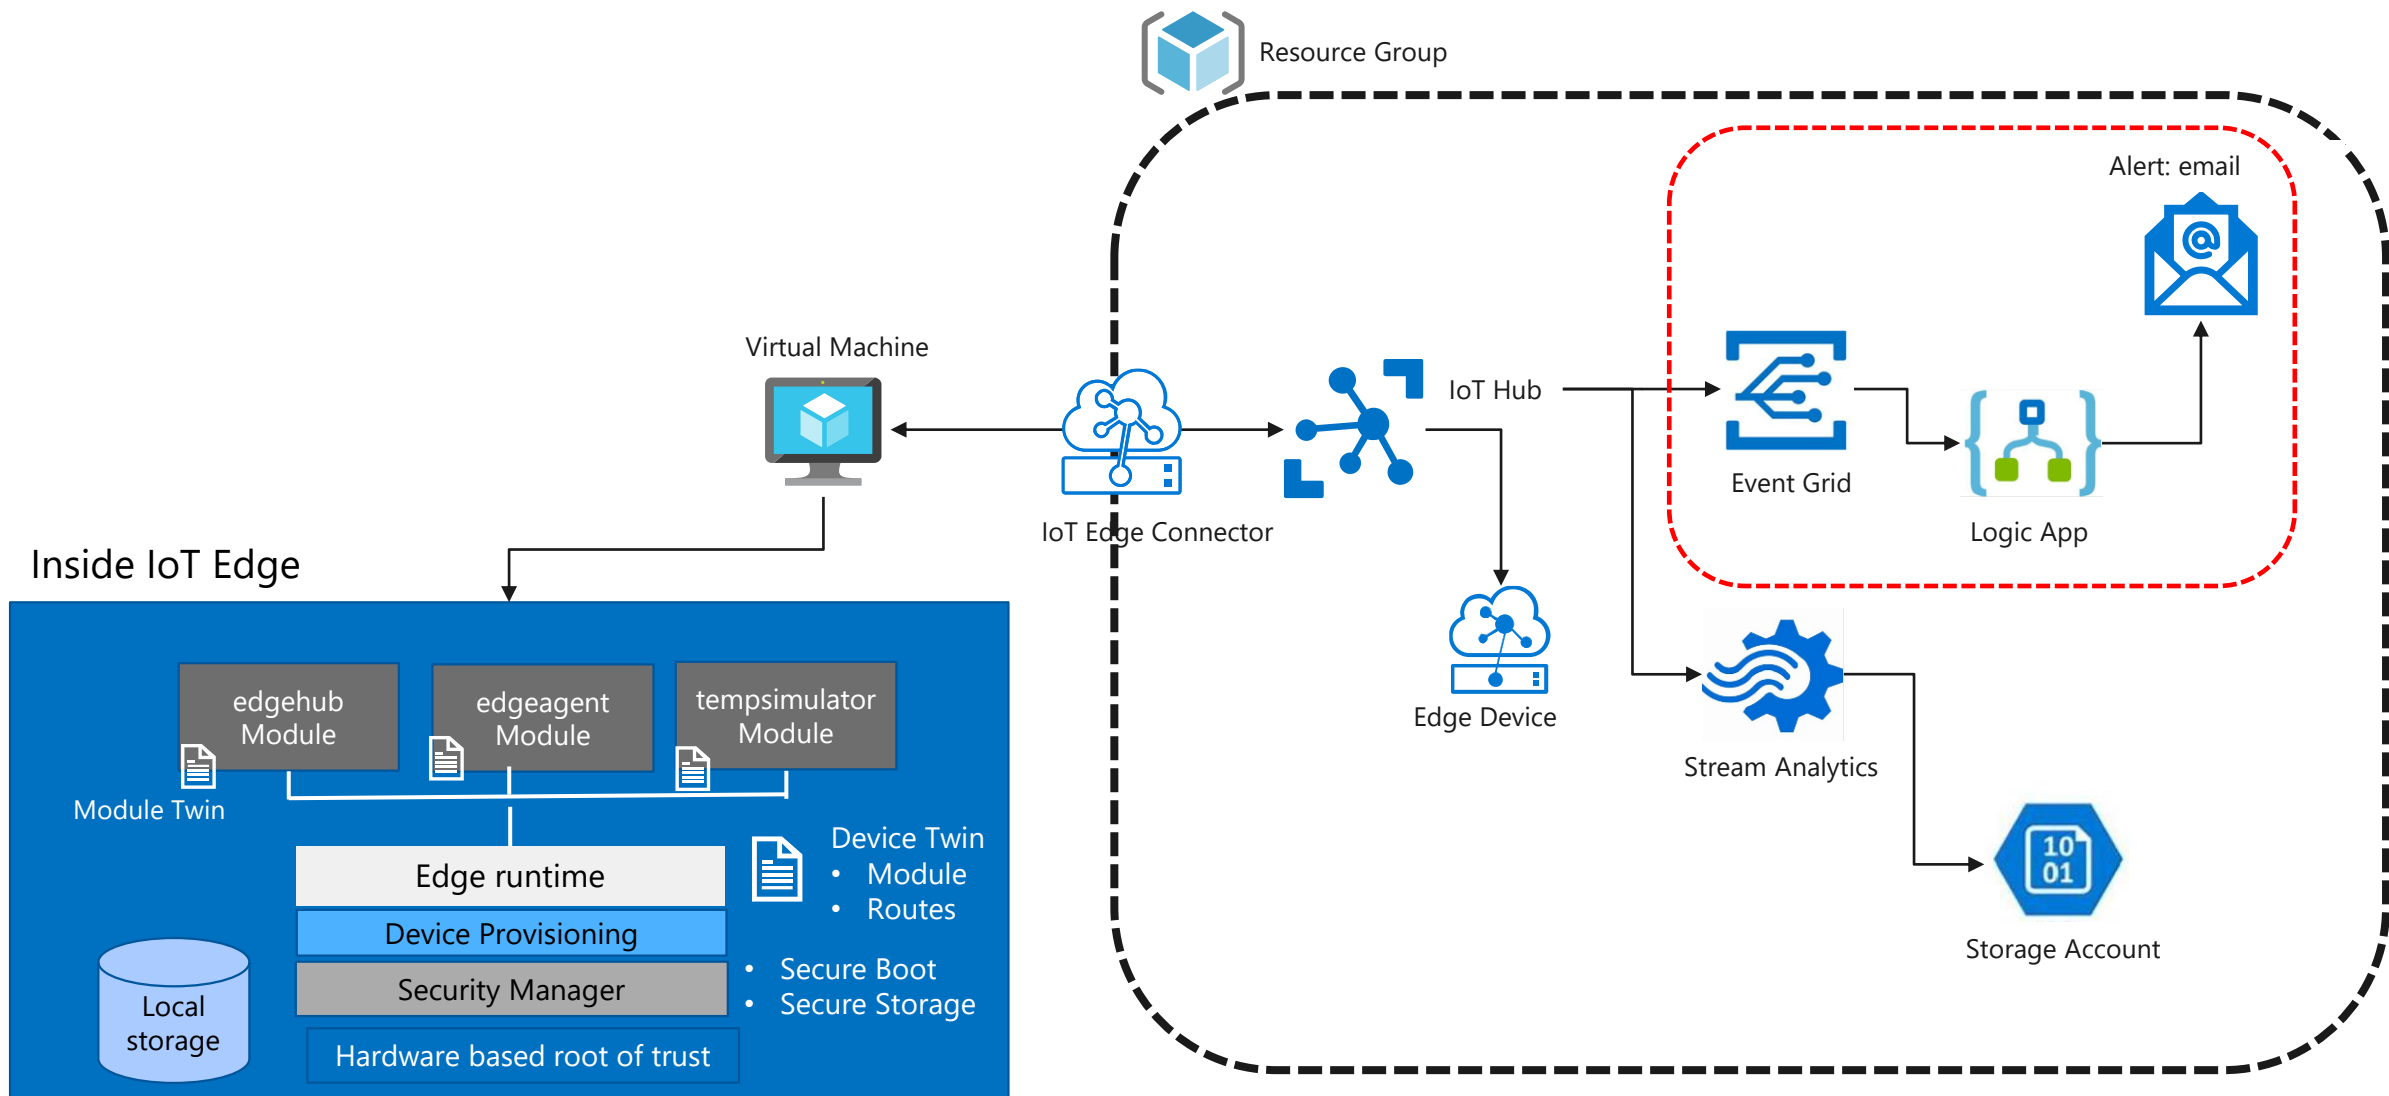 Resource Group
Alert: email
Virtual Machine
IoT Hub
Event Grid
IoT Edge Connector
Logic App
Inside IoT Edge
edgehub
Module
edgeagent
Module
tempsimulator
Module
Edge Device
Stream Analytics
Module Twin
Device Twin
• Module
• Routes
Edge runtime
10
01
Device Provisioning
Storage Account
Security Manager
• Secure Boot
• Secure Storage
Local
storage
Hardware based root of trust